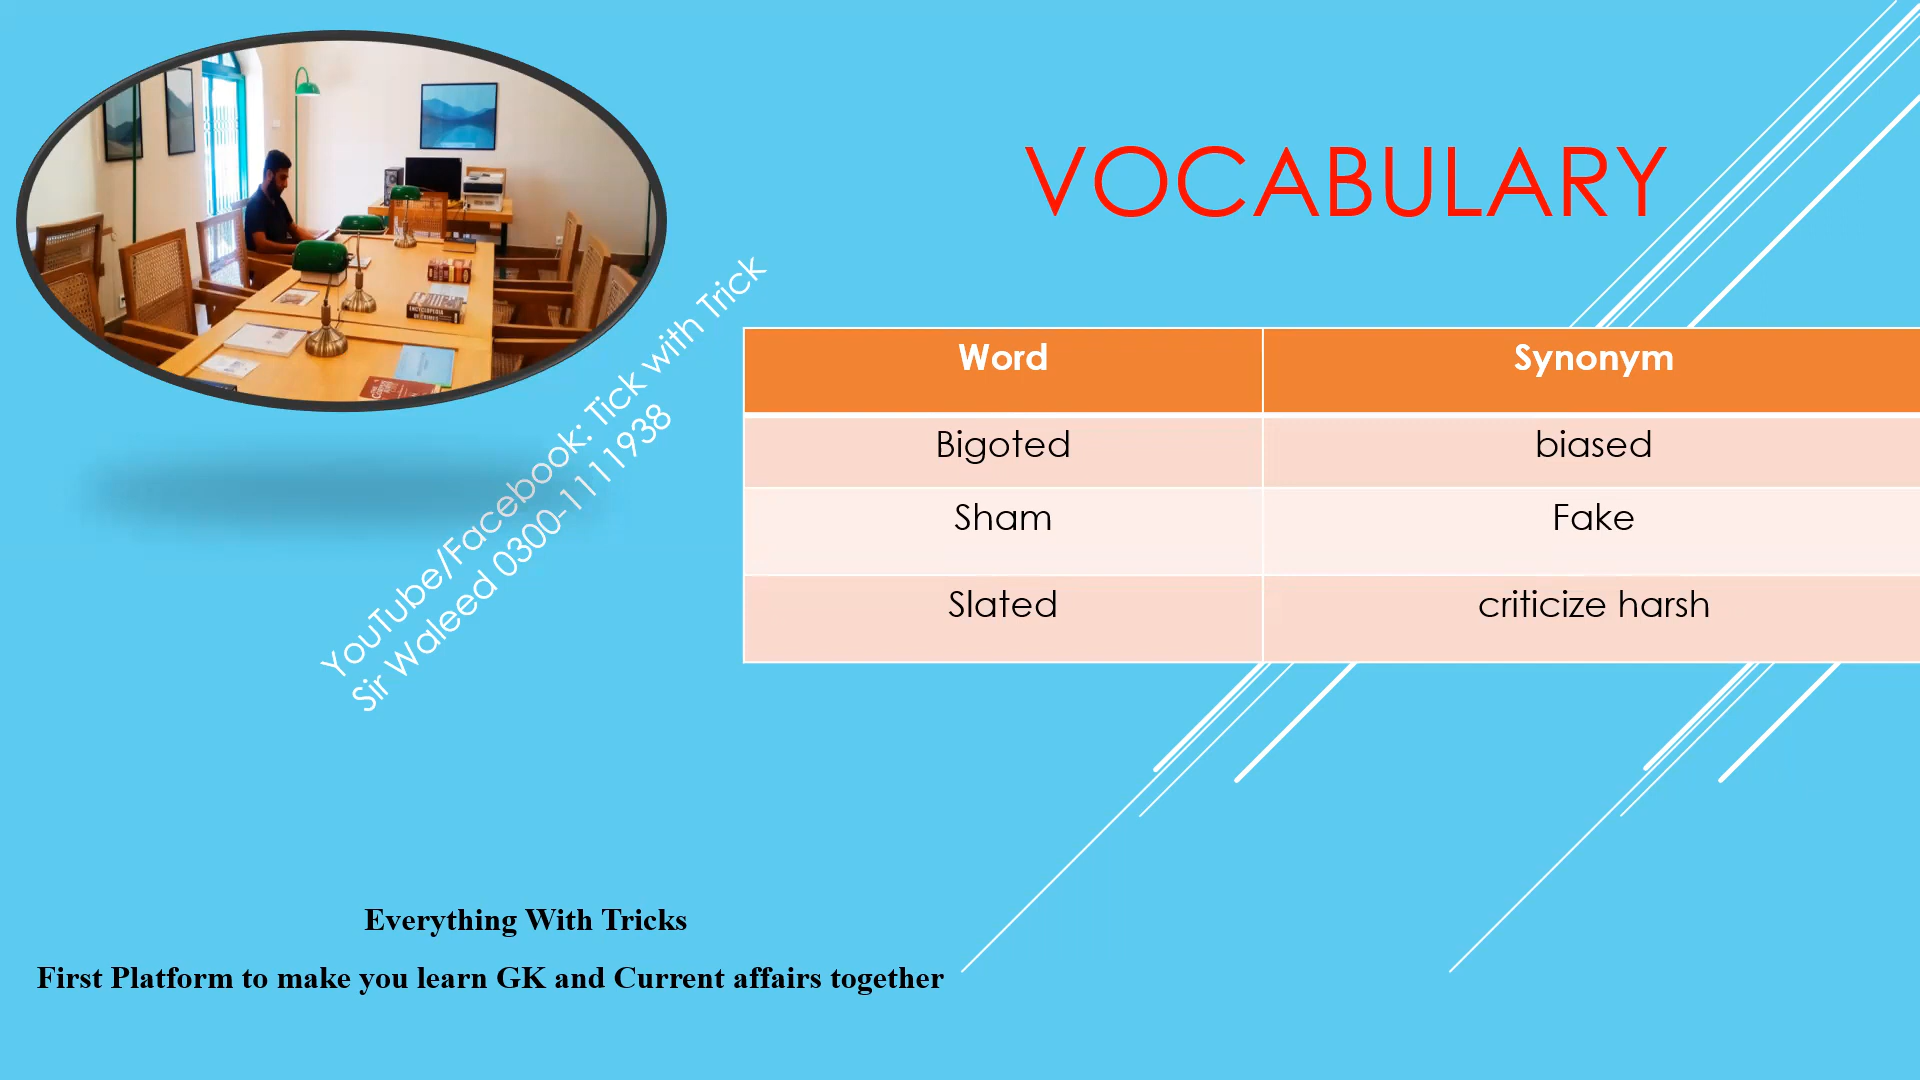 VOCABULARY
YouTube/Facebook: Tick with Trick
Sir Waleed 0300-1111938
Word Synonym
Bigoted biased
Sham Fake
Slated criticize harsh
Everything With Tricks
First Platform to make you learn GK and Current affairs together
ENCYCLOPEDIA